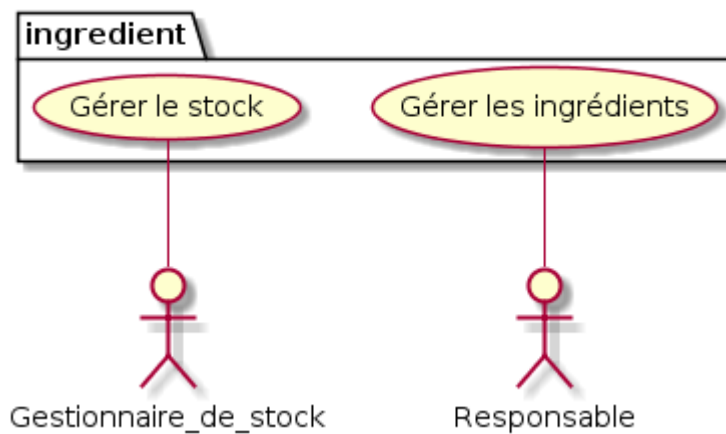 ingredient
Gérer le stock
Gérer les ingrédients
Gestionnaire_de_stock
Responsable